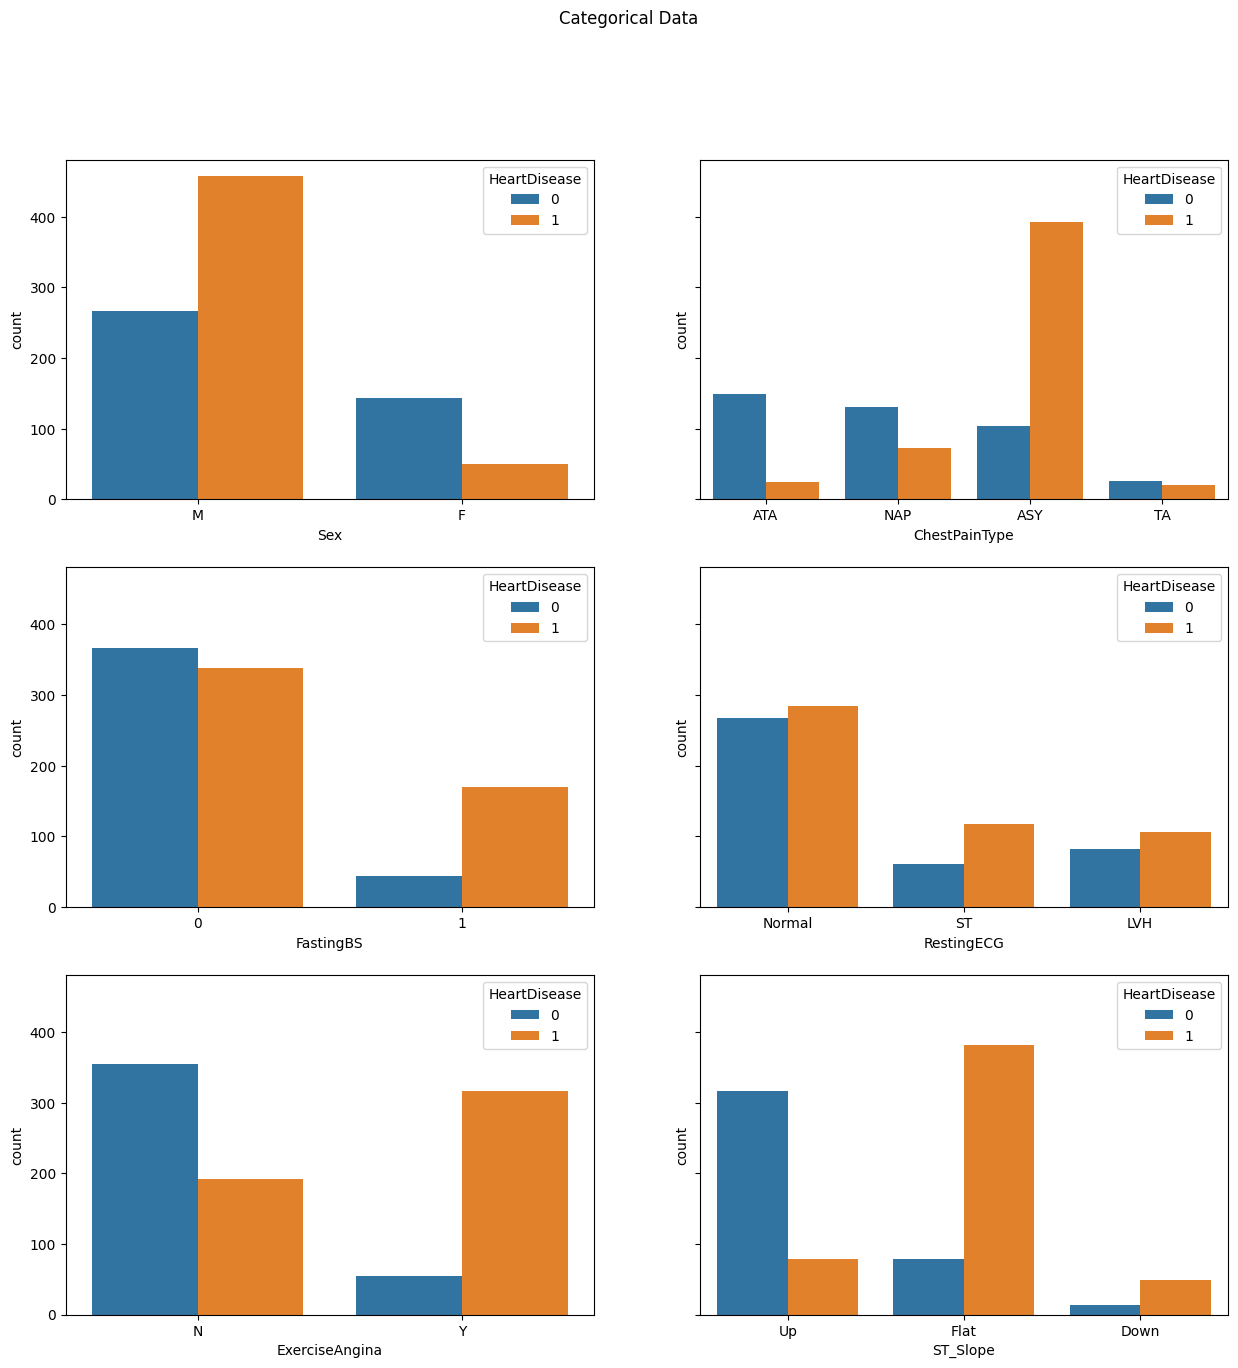 Categorical Data
HeartDisease
0
1
400
300
200
100
0
count
M F
Sex
HeartDisease
0
1
count
ATA NAP ASY TA
ChestPainType
HeartDisease
0
1
400
300
200
100
0
count
0 1
FastingBS
HeartDisease
0
1
count
Normal ST LVH
RestingECG
HeartDisease
0
1
400
300
200
100
0
count
N Y
ExerciseAngina
HeartDisease
0
1
count
Up Flat Down
ST_Slope